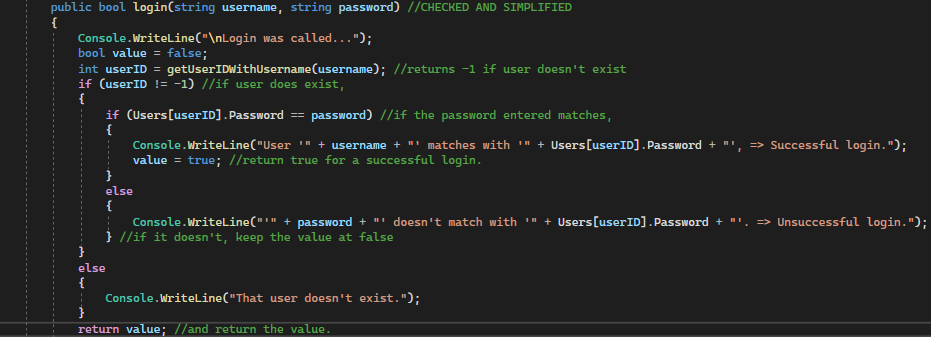 public bool login(string username, string password) //CHECKED AND SIMPLIFIED
{
Console.WriteLine("\nLogin was called...");
bool value = false;
int userID = getUserIDWithUsername(username); //returns -1 if user doesn't exist
if (userID != -1) //if user does exist,
{
if (Users[userID].Password == password) //if the password entered matches,
{
Console.WriteLine("User '" + username + "' matches with '" + Users[userID].Password + "', => Successful login.");
value = true; //return true for a successful login.
}
else
{
Console.WriteLine("'" + password + "' doesn't match with '" + Users[userID].Password + "'. => Unsuccessful login.");
} //if it doesn't, keep the value at false
}
else
{
Console.WriteLine("That user doesn't exist.");
}
return value; //and return the value.